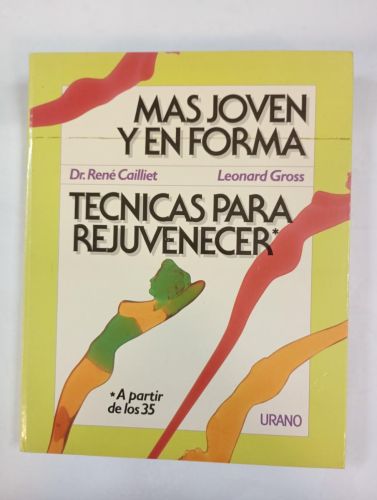 MAS JOVEN
Y EN FORMA
Dr. René Cailliet Leonard Gross
TECNICAS PARA
REJUVENECER*
*A partir
de los 35
URANO